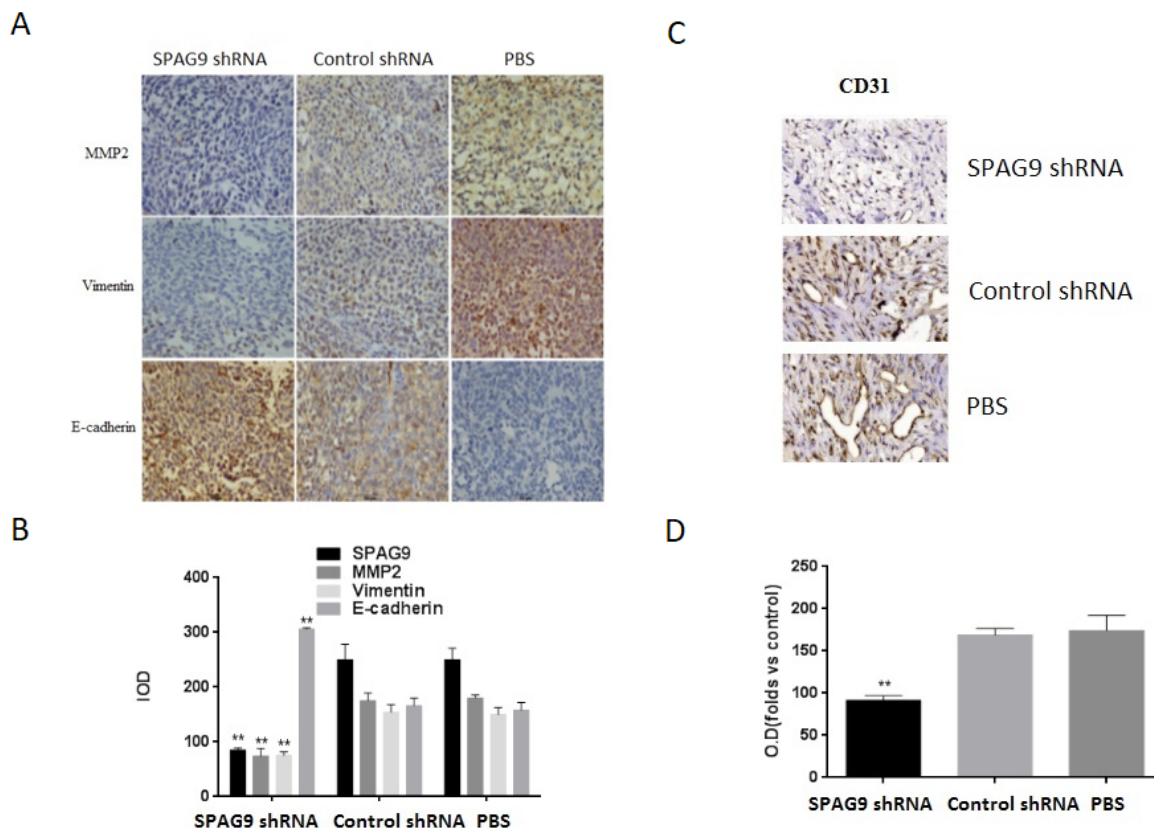 A
SPAG9 shRNA Control shRNA PBS
MMP2
Vimentin
E-cadherin
C
CD31
SPAG9 shRNA
Control shRNA
PBS
B
SPAG9
MMP2
Vimentin
E-cadherin
400
300
200
100
0
IOD
** ** ** **
SPAG9 shRNA Control shRNA PBS
D
250
200
150
100
50
0
O.D(folds vs control)
**
SPAG9 shRNA Control shRNA PBS